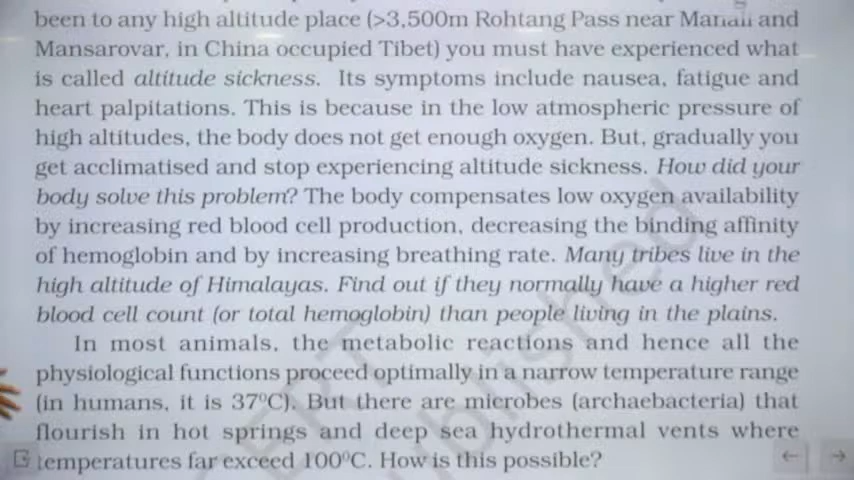 been to any high altitude place (>3,500m Rohtang Pass near Manali and
Mansarovar, in China occupied Tibet) you must have experienced what
is called altitude sickness. Its symptoms include nausea, fatigue and
heart palpitations. This is because in the low atmospheric pressure of
high altitudes, the body does not get enough oxygen. But, gradually you
get acclimatised and stop experiencing altitude sickness. How did your
body solve this problem? The body compensates low oxygen availability
by increasing red blood cell production, decreasing the binding affinity
of hemoglobin and by increasing breathing rate. Many tribes live in the
high altitude of Himalayas. Find out if they normally have a higher red
blood cell count (or total hemoglobin) than people living in the plains.
In most animals, the metabolic reactions and hence all the
physiological functions proceed optimally in a narrow temperature range
(in humans, it is 37⁰C). But there are microbes (archaebacteria) that
flourish in hot springs and deep sea hydrothermal vents where
temperatures far exceed 100⁰C. How is this possible?